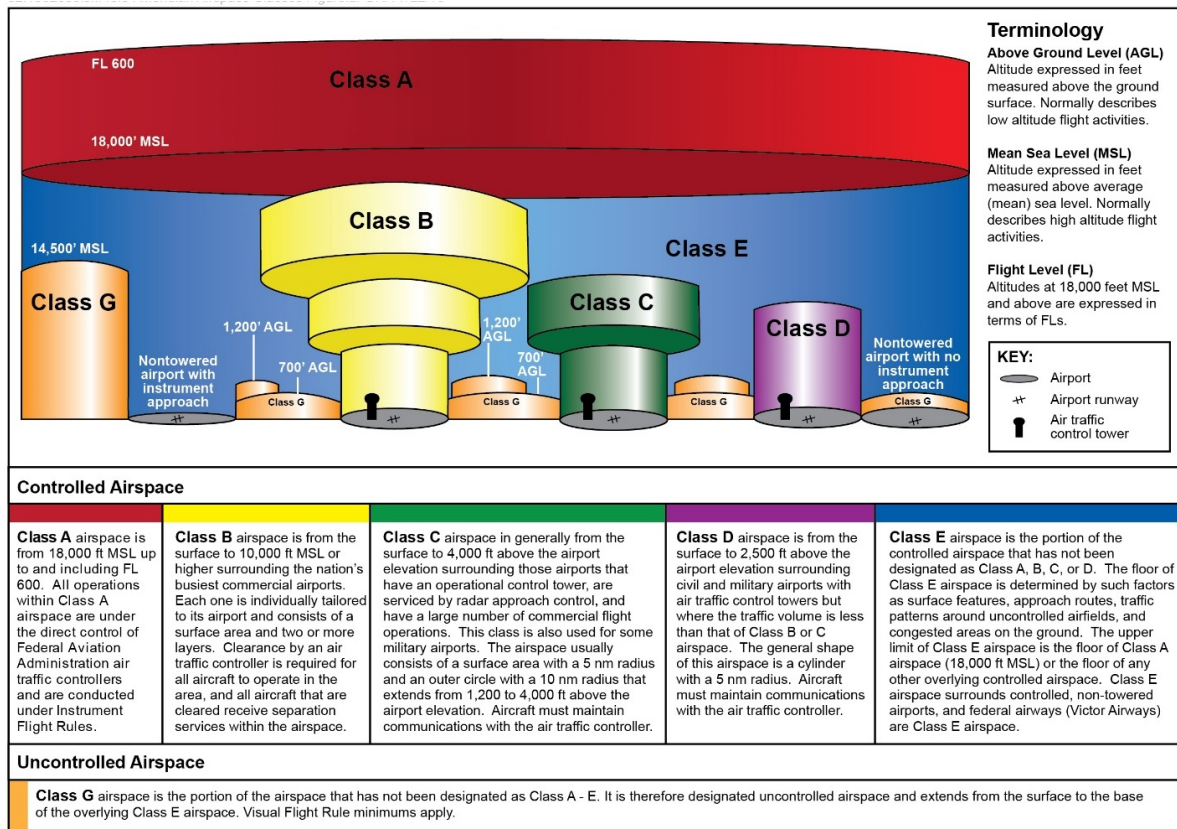 FL 600
Class A
18,000' MSL
Class B
14,500' MSL
Class E
Class G
Class C
1,200' AGL
1,200'
AGL
Class D
Nontowered
airport with
instrument
approach
700' AGL
700'
AGL
Nontowered
airport with no
instrument
approach
Class G
Class G
Class G
Class G
Terminology
Above Ground Level (AGL)
Altitude expressed in feet
measured above the ground
surface. Normally describes
low altitude flight activities.
Mean Sea Level (MSL)
Altitude expressed in feet
measured above average
(mean) sea level. Normally
describes high altitude flight
activities.
Flight Level (FL)
Altitudes at 18,000 feet MSL
and above are expressed in
terms of FLs.
KEY:
Airport
Airport runway
Air traffic
control tower
Controlled Airspace
Class A airspace is
from 18,000 ft MSL up
to and including FL
600. All operations
within Class A
airspace are under
the direct control of
Federal Aviation
Administration air
traffic controllers
and are conducted
under Instrument
Flight Rules.
Class B airspace is from the
surface to 10,000 ft MSL or
higher surrounding the nation's
busiest commercial airports.
Each one is individually tailored
to its airport and consists of a
surface area and two or more
layers. Clearance by an air
traffic controller is required for
all aircraft to operate in the
area, and all aircraft that are
cleared receive separation
services within the airspace.
Class C airspace in generally from the
surface to 4,000 ft above the airport
elevation surrounding those airports that
have an operational control tower, are
serviced by radar approach control, and
have a large number of commercial flight
operations. This class is also used for some
military airports. The airspace usually
consists of a surface area with a 5 nm radius
and an outer circle with a 10 nm radius that
extends from 1,200 to 4,000 ft above the
airport elevation. Aircraft must maintain
communications with the air traffic controller.
Class D airspace is from the
surface to 2,500 ft above the
airport elevation surrounding
civil and military airports with
air traffic control towers but
where the traffic volume is less
than that of Class B or C
airspace. The general shape
of this airspace is a cylinder
with a 5 nm radius. Aircraft
must maintain communications
with the air traffic controller.
Class E airspace is the portion of the
controlled airspace that has not been
designated as Class A, B, C, or D. The floor of
Class E airspace is determined by such factors
as surface features, approach routes, traffic
patterns around uncontrolled airfields, and
congested areas on the ground. The upper
limit of Class E airspace is the floor of Class A
airspace (18,000 ft MSL) or the floor of any
other overlying controlled airspace. Class E
airspace surrounds controlled, non-towered
airports, and federal airways (Victor Airways)
are Class E airspace.
Uncontrolled Airspace
Class G airspace is the portion of the airspace that has not been designated as Class A - E. It is therefore designated uncontrolled airspace and extends from the surface to the base
of the overlying Class E airspace. Visual Flight Rule minimums apply.